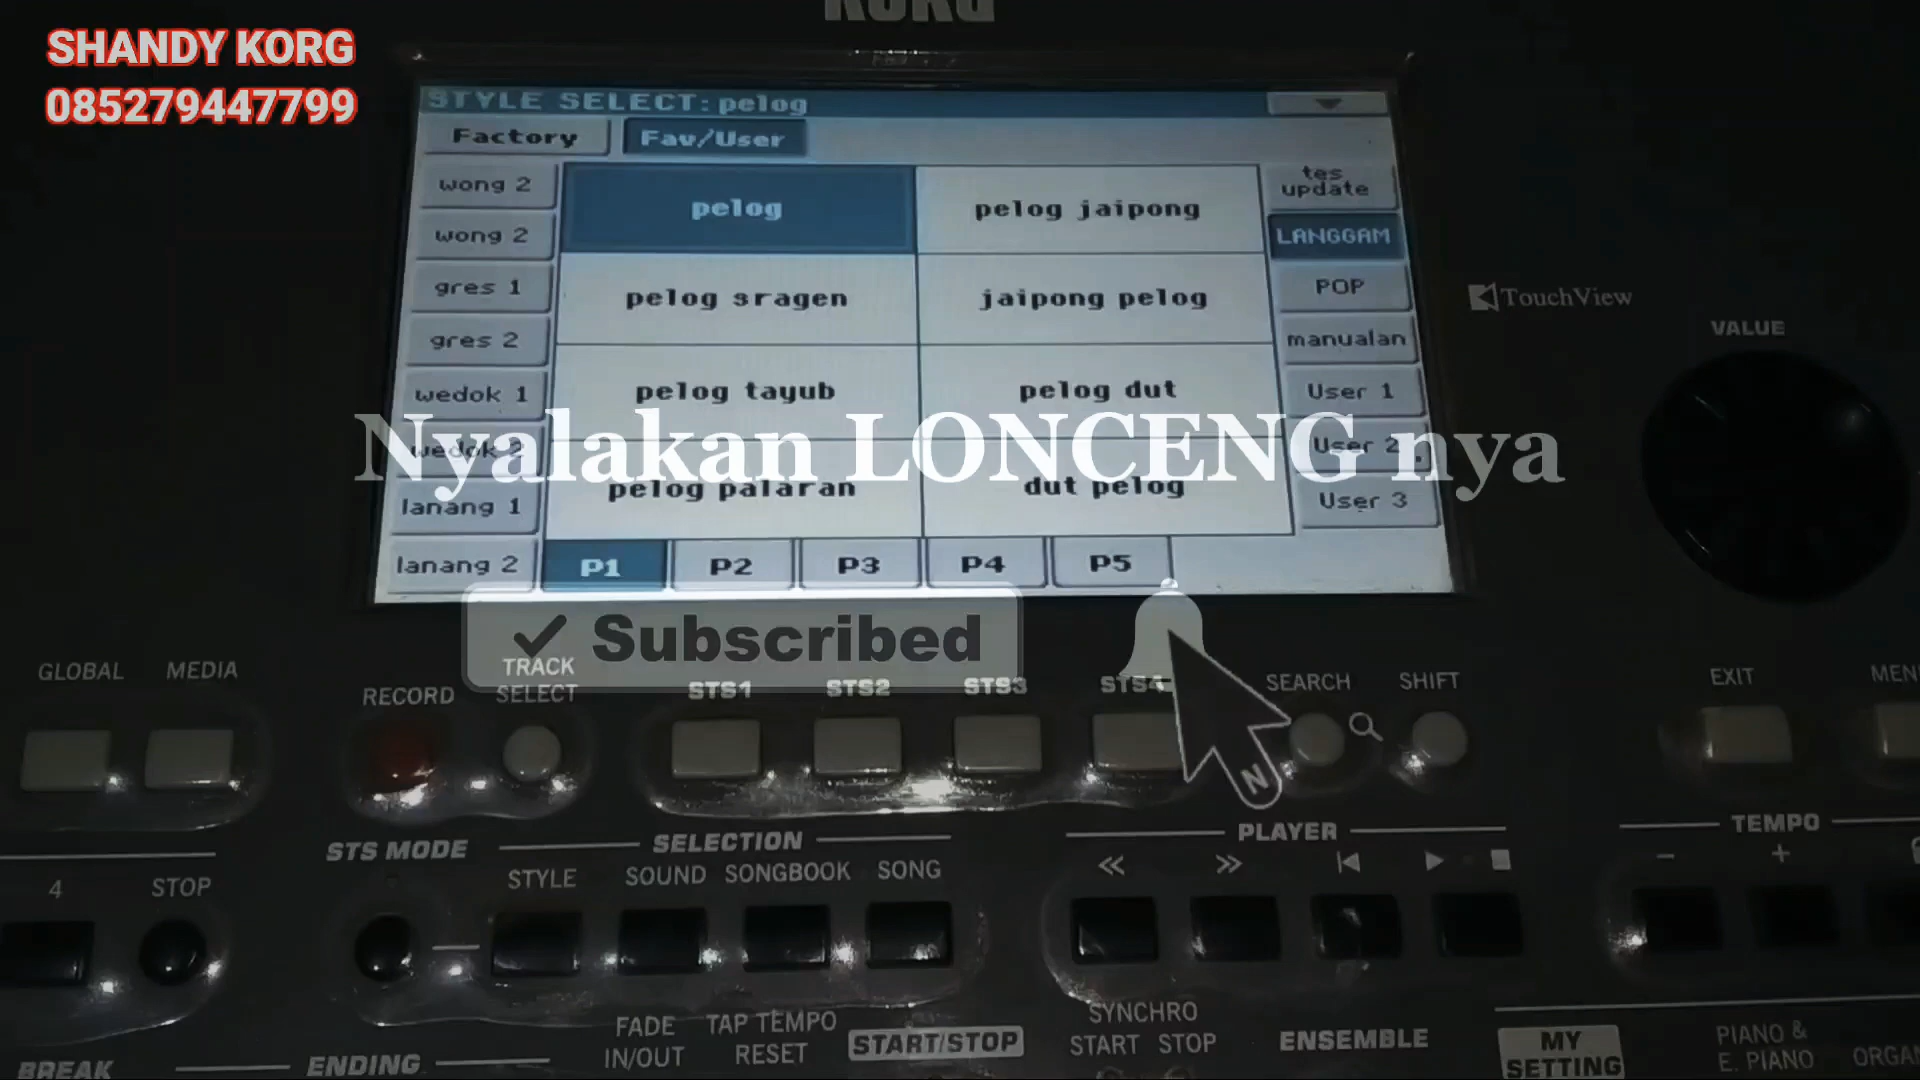 KORG
SHANDY KORG
085279447799
STYLE SELECT: pelog
Factory
Fav/User
wong 2
wong 2
gres 1
gres 2
wedok 1
wedok 2
lanang 1
lanang 2
pelog
pelog jaipong
pelog sragen
jaipong pelog
pelog tayub
pelog dut
pelog palaran
dut pelog
tes
update
LANGGAM
POP
manualan
User 1
User 2
User 3
P1 P2 P3 P4 P5
Nyalakan LONCENG nya
Subscribed
TouchView
VALUE
GLOBAL
MEDIA
RECORD
TRACK
SELECT
STS1
STS2
STS3
STS4
SEARCH
SHIFT
EXIT
N
STS MODE
SELECTION
PLAYER
TEMPO
4
STOP
STYLE
SOUND
SONGBOOK
SONG
− +
BREAK
ENDING
FADE
IN/OUT
TAP TEMPO
RESET
START/STOP
SYNCHRO
START STOP
ENSEMBLE
MY
SETTING
PIANO &
E. PIANO